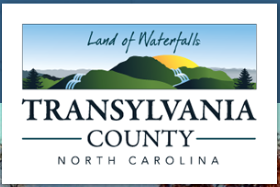 Land of Waterfalls
TRANSYLVANIA
COUNTY
NORTH CAROLINA